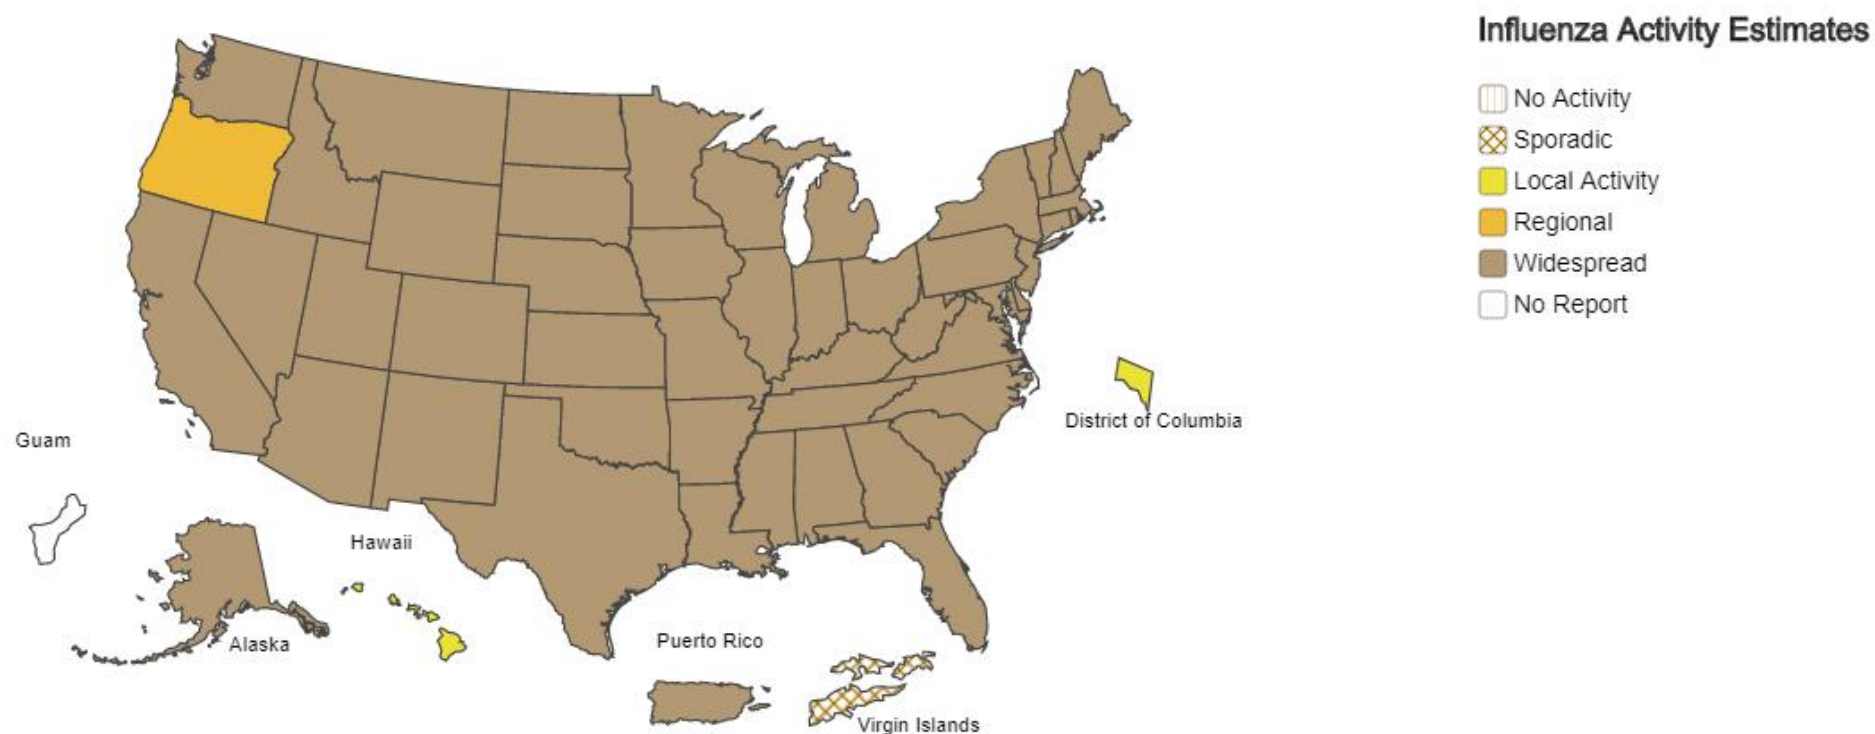 Influenza Activity Estimates
No Activity
Sporadic
Local Activity
Regional
Widespread
No Report
District of Columbia
Guam
Hawaii
Alaska
Puerto Rico
Virgin Islands